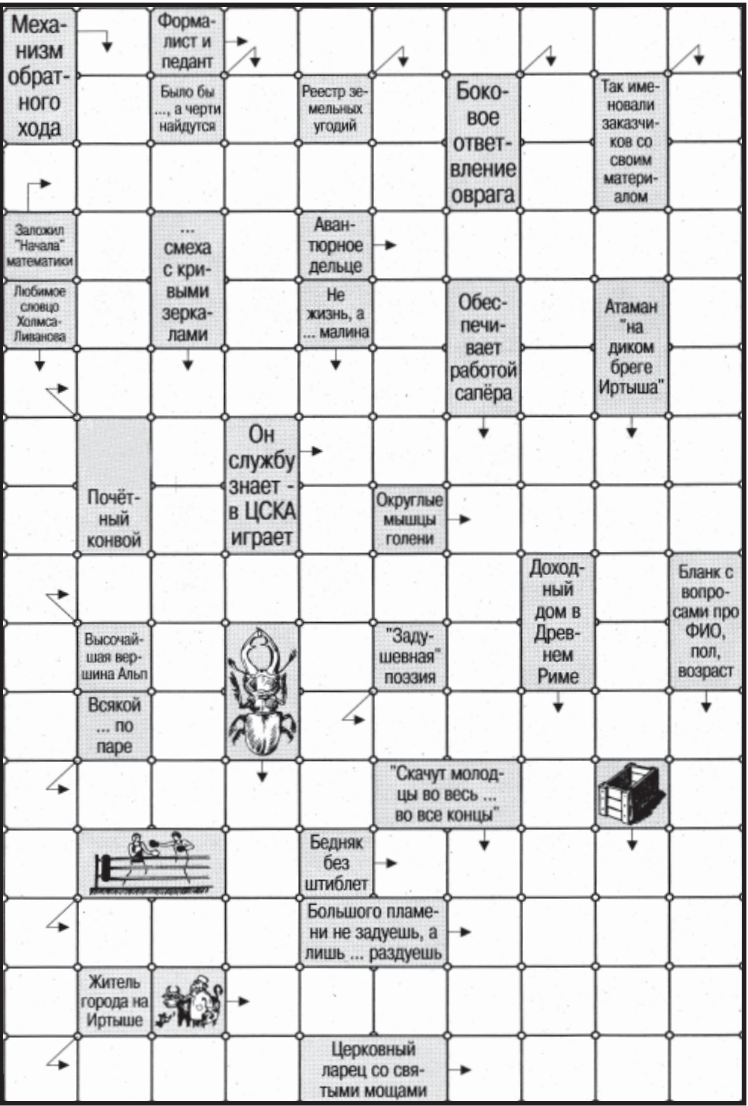 Меха-
низм
обрат-
ного
хода
Форма-
лист и
педант
Было бы
..., а черти
найдутся
Реестр зе-
мельных
угодий
Боко-
вое
ответ-
вление
оврага
Так име-
новали
заказчи-
ков со
своим
матери-
алом
Заложил
"Начала"
математики
...
смеха
с кри-
выми
зерка-
лами
Аван-
тюрное
дельце
Любимое
словцо
Холмса-
Ливанова
Не
жизнь, а
... малина
Обес-
печи-
вает
работой
сапёра
Атаман
"на
диком
бреге
Иртыша"
Почёт-
ный
конвой
Он
службу
знает -
в ЦСКА
играет
Округлые
мышцы
голени
Доход-
ный
дом в
Древ-
нем
Риме
Бланк с
вопро-
сами про
ФИО,
пол,
возраст
Высочай-
шая вер-
шина Альп
"Заду-
шевная"
поэзия
Всякой
... по
паре
"Скачут молод-
цы во весь ...
во все концы"
Бедняк
без
штиблет
Большого пламе-
ни не задуешь, а
лишь ... раздуешь
Житель
города на
Иртыше
Церковный
ларец со свя-
тыми мощами